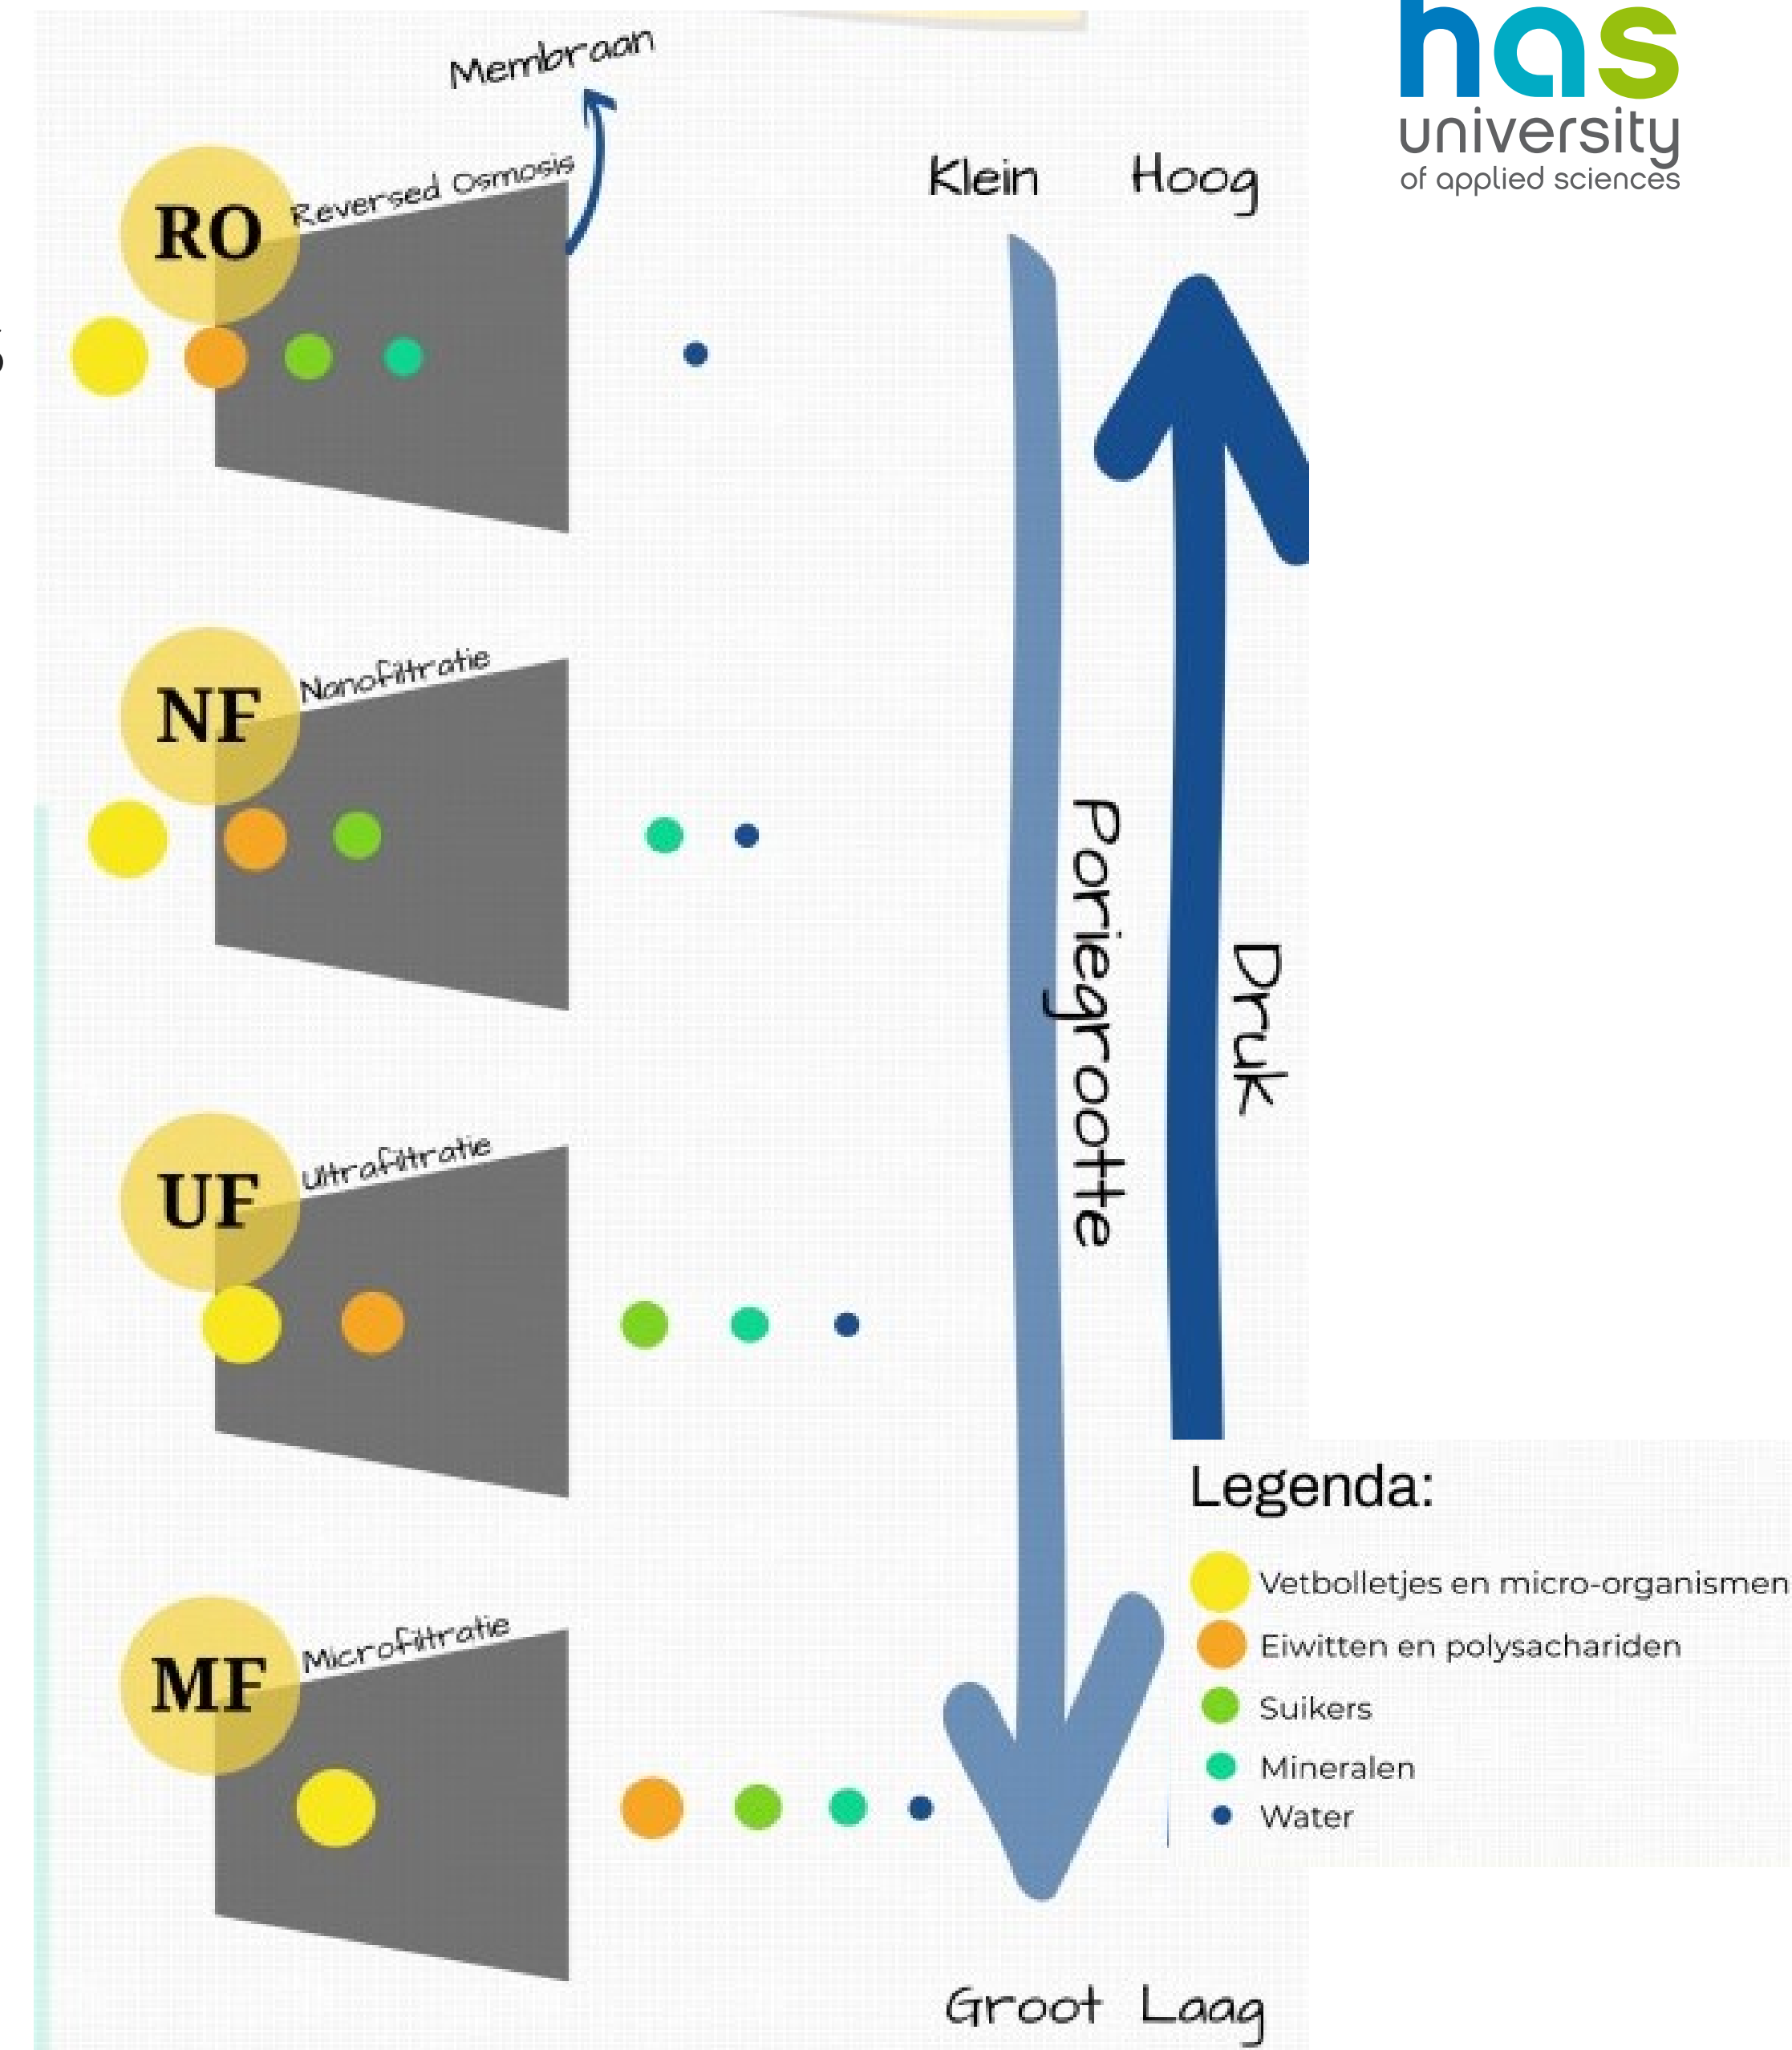 has
university
of applied sciences
Membraan
Klein Hoog
RO
Reversed Osmosis
NF
Nanofiltratie
Poriegrootte
Druk
UF
Ultrafiltratie
MF
Microfiltratie
Legenda:
Vetbolletjes en micro-organismen
Eiwitten en polysachariden
Suikers
Mineralen
Water
Groot Laag